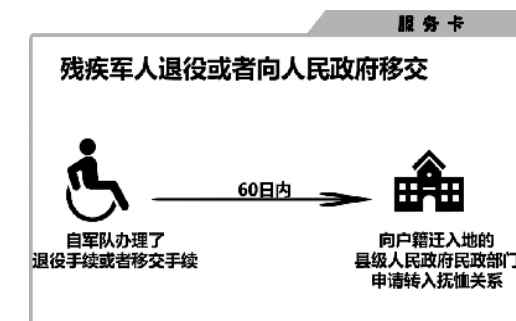 服务卡
残疾军人退役或者向人民政府移交
60日内
自军队办理了
退役手续或者移交手续
向户籍迁入地的
县级人民政府民政部门
申请转入抚恤关系